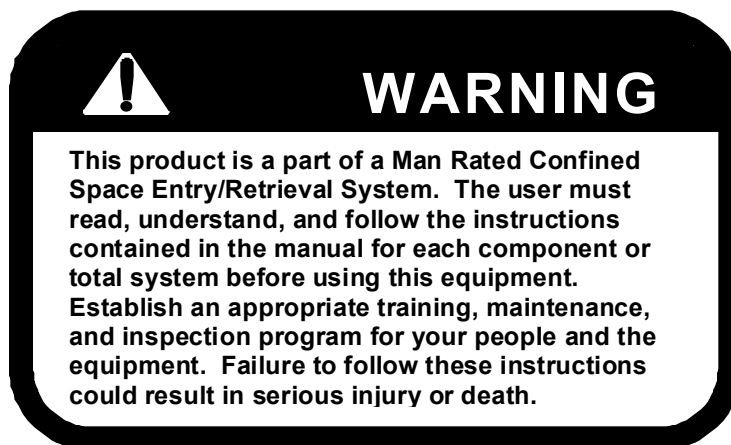 WARNING
This product is a part of a Man Rated Confined
Space Entry/Retrieval System.  The user must
read, understand, and follow the instructions
contained in the manual for each component or
total system before using this equipment.
Establish an appropriate training, maintenance,
and inspection program for your people and the
equipment.  Failure to follow these instructions
could result in serious injury or death.